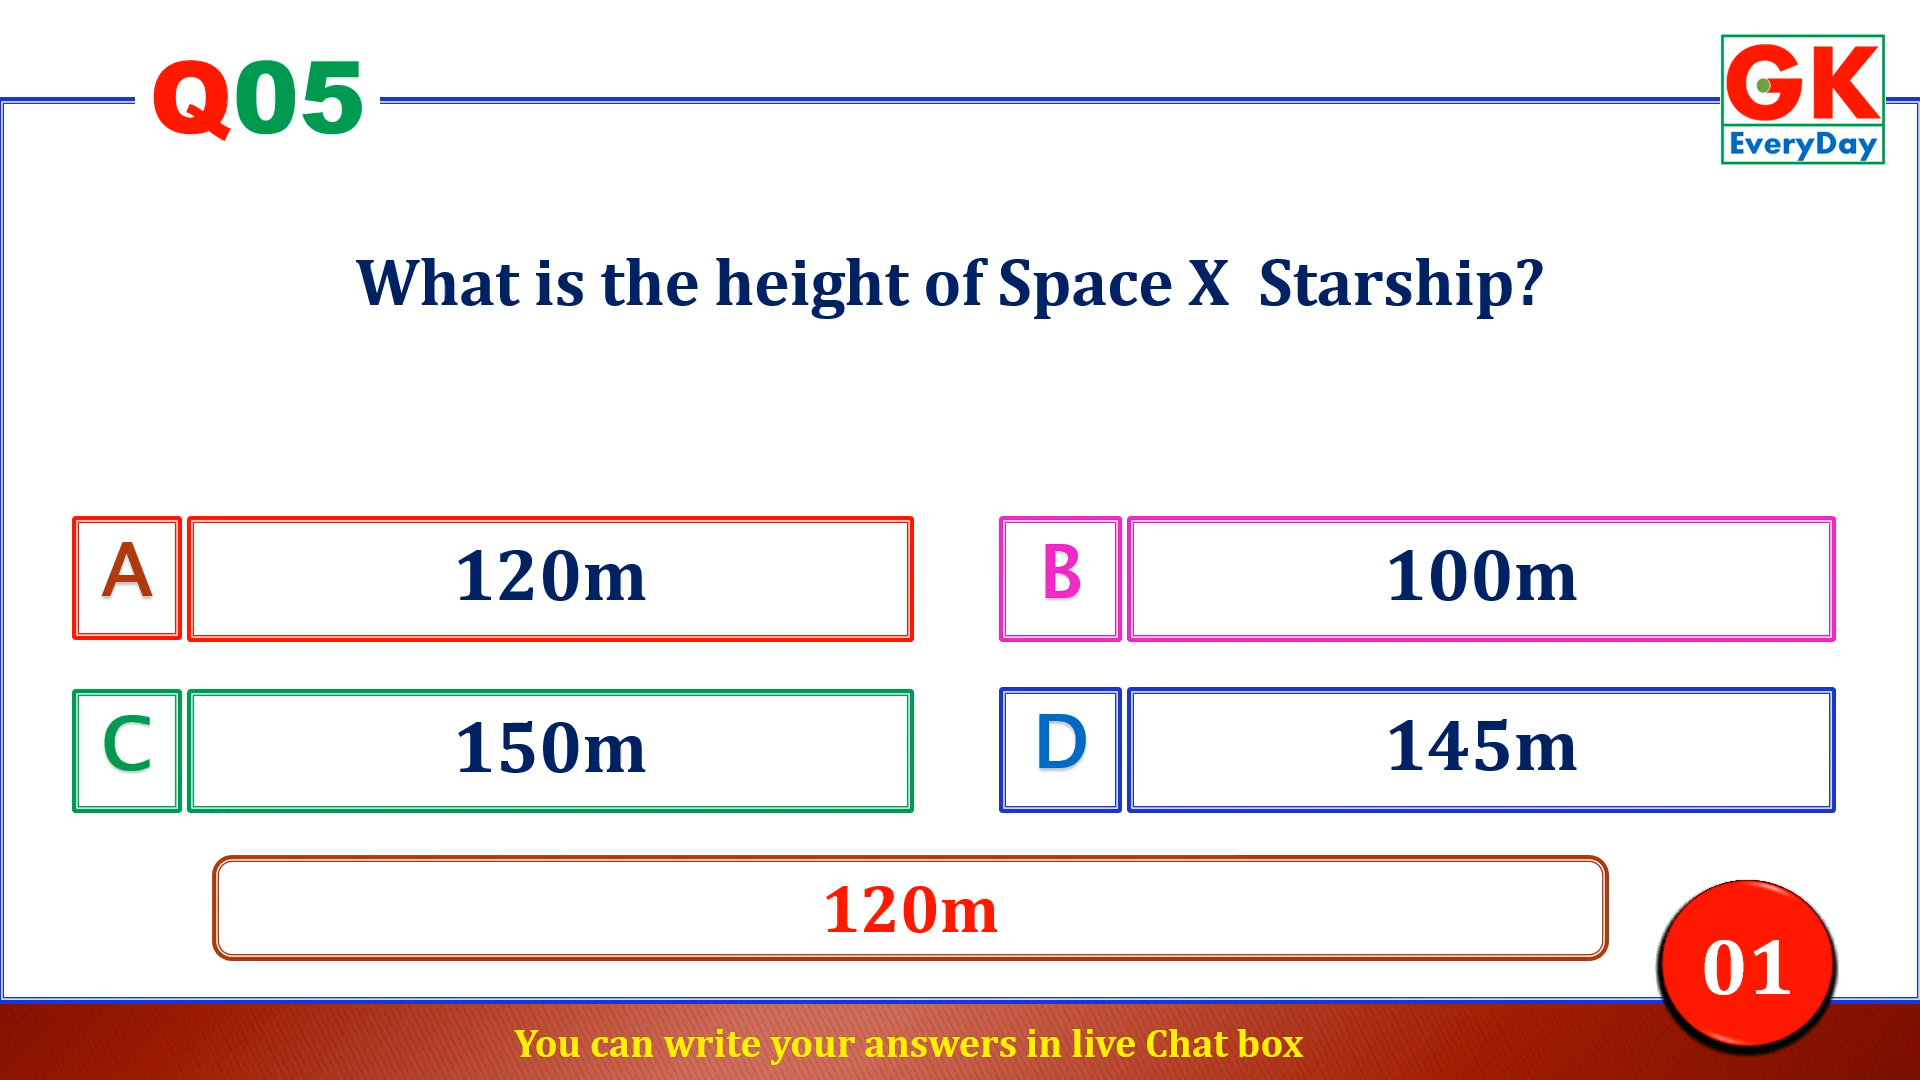 Q05
GK
EveryDay
What is the height of Space X  Starship?
A
120m
B
100m
C
150m
D
145m
120m
01
You can write your answers in live Chat box